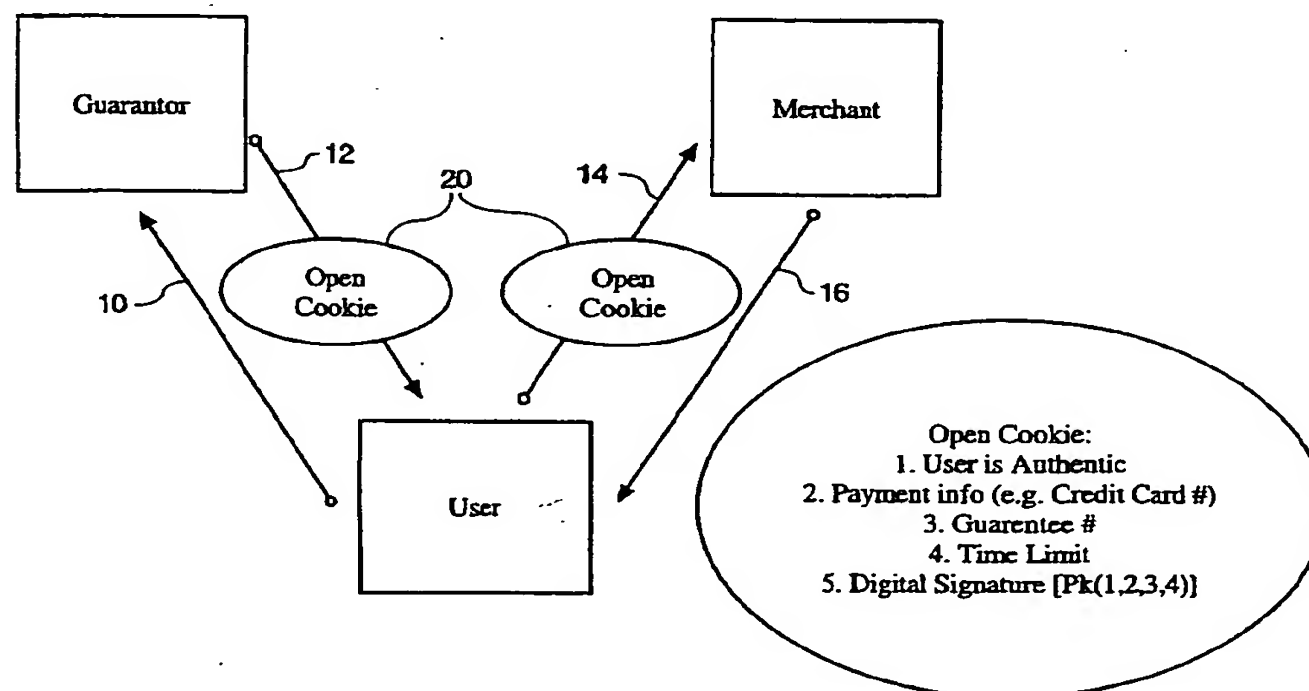 Guarantor
Merchant
12
20
14
Open
Cookie
Open
Cookie
10
16
User
Open Cookie:
1. User is Authentic
2. Payment info (e.g. Credit Card #)
3. Guarentee #
4. Time Limit
5. Digital Signature [Pk(1,2,3,4)]